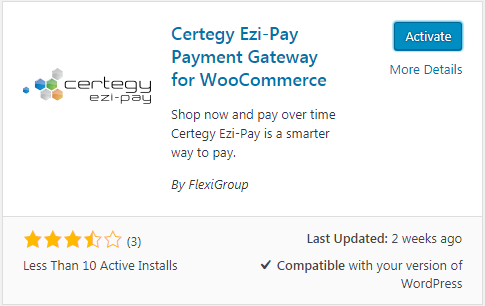 certegy
ezi-pay
Certegy Ezi-Pay
Payment Gateway
for WooCommerce
Activate
More Details
Shop now and pay over time
Certegy Ezi-Pay is a smarter
way to pay.
By FlexiGroup
(3)
Less Than 10 Active Installs
Last Updated: 2 weeks ago
✔ Compatible with your version of
WordPress